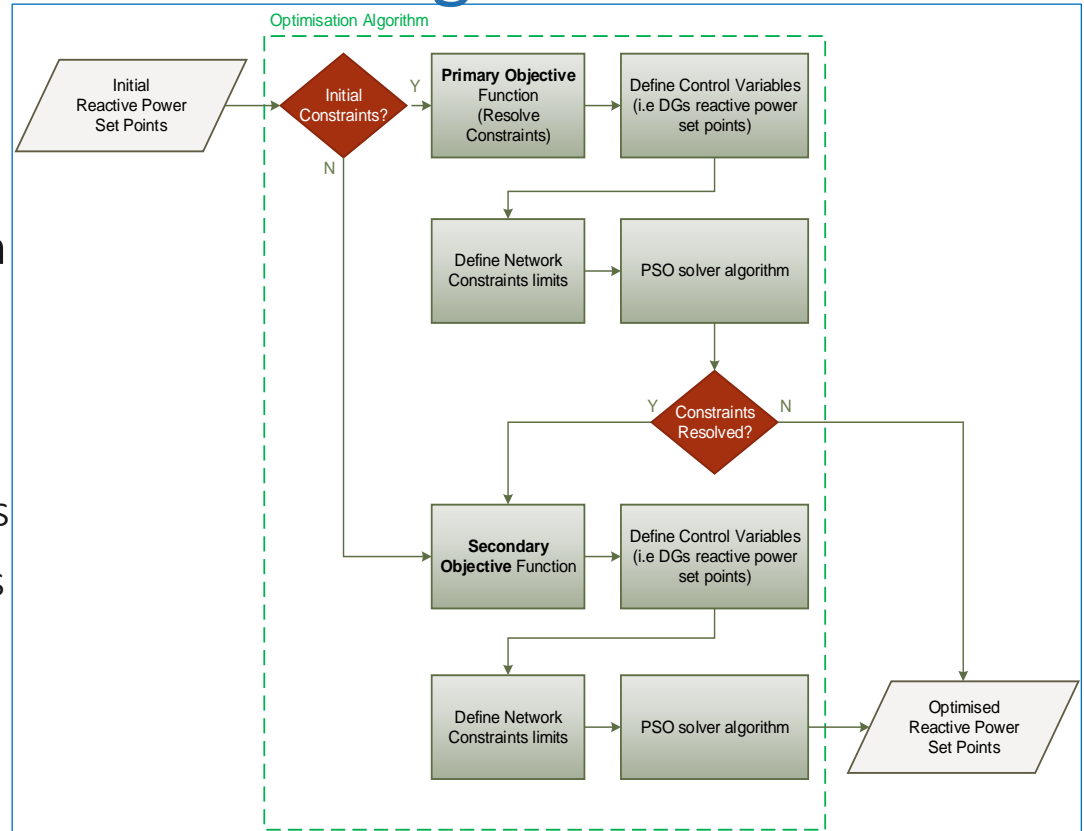 g
Optimisation Algorithm
Initial
Reactive Power
Set Points
Initial
Constraints?
Y
N
Primary Objective
Function
(Resolve
Constraints)
Define Control Variables
(i.e DGs reactive power
set points)
n
Define Network
Constraints limits
PSO solver algorithm
Constraints
Resolved?
Y
N
s
s
Secondary
Objective Function
Define Control Variables
(i.e DGs reactive power
set points)
Define Network
Constraints limits
PSO solver algorithm
Optimised
Reactive Power
Set Points